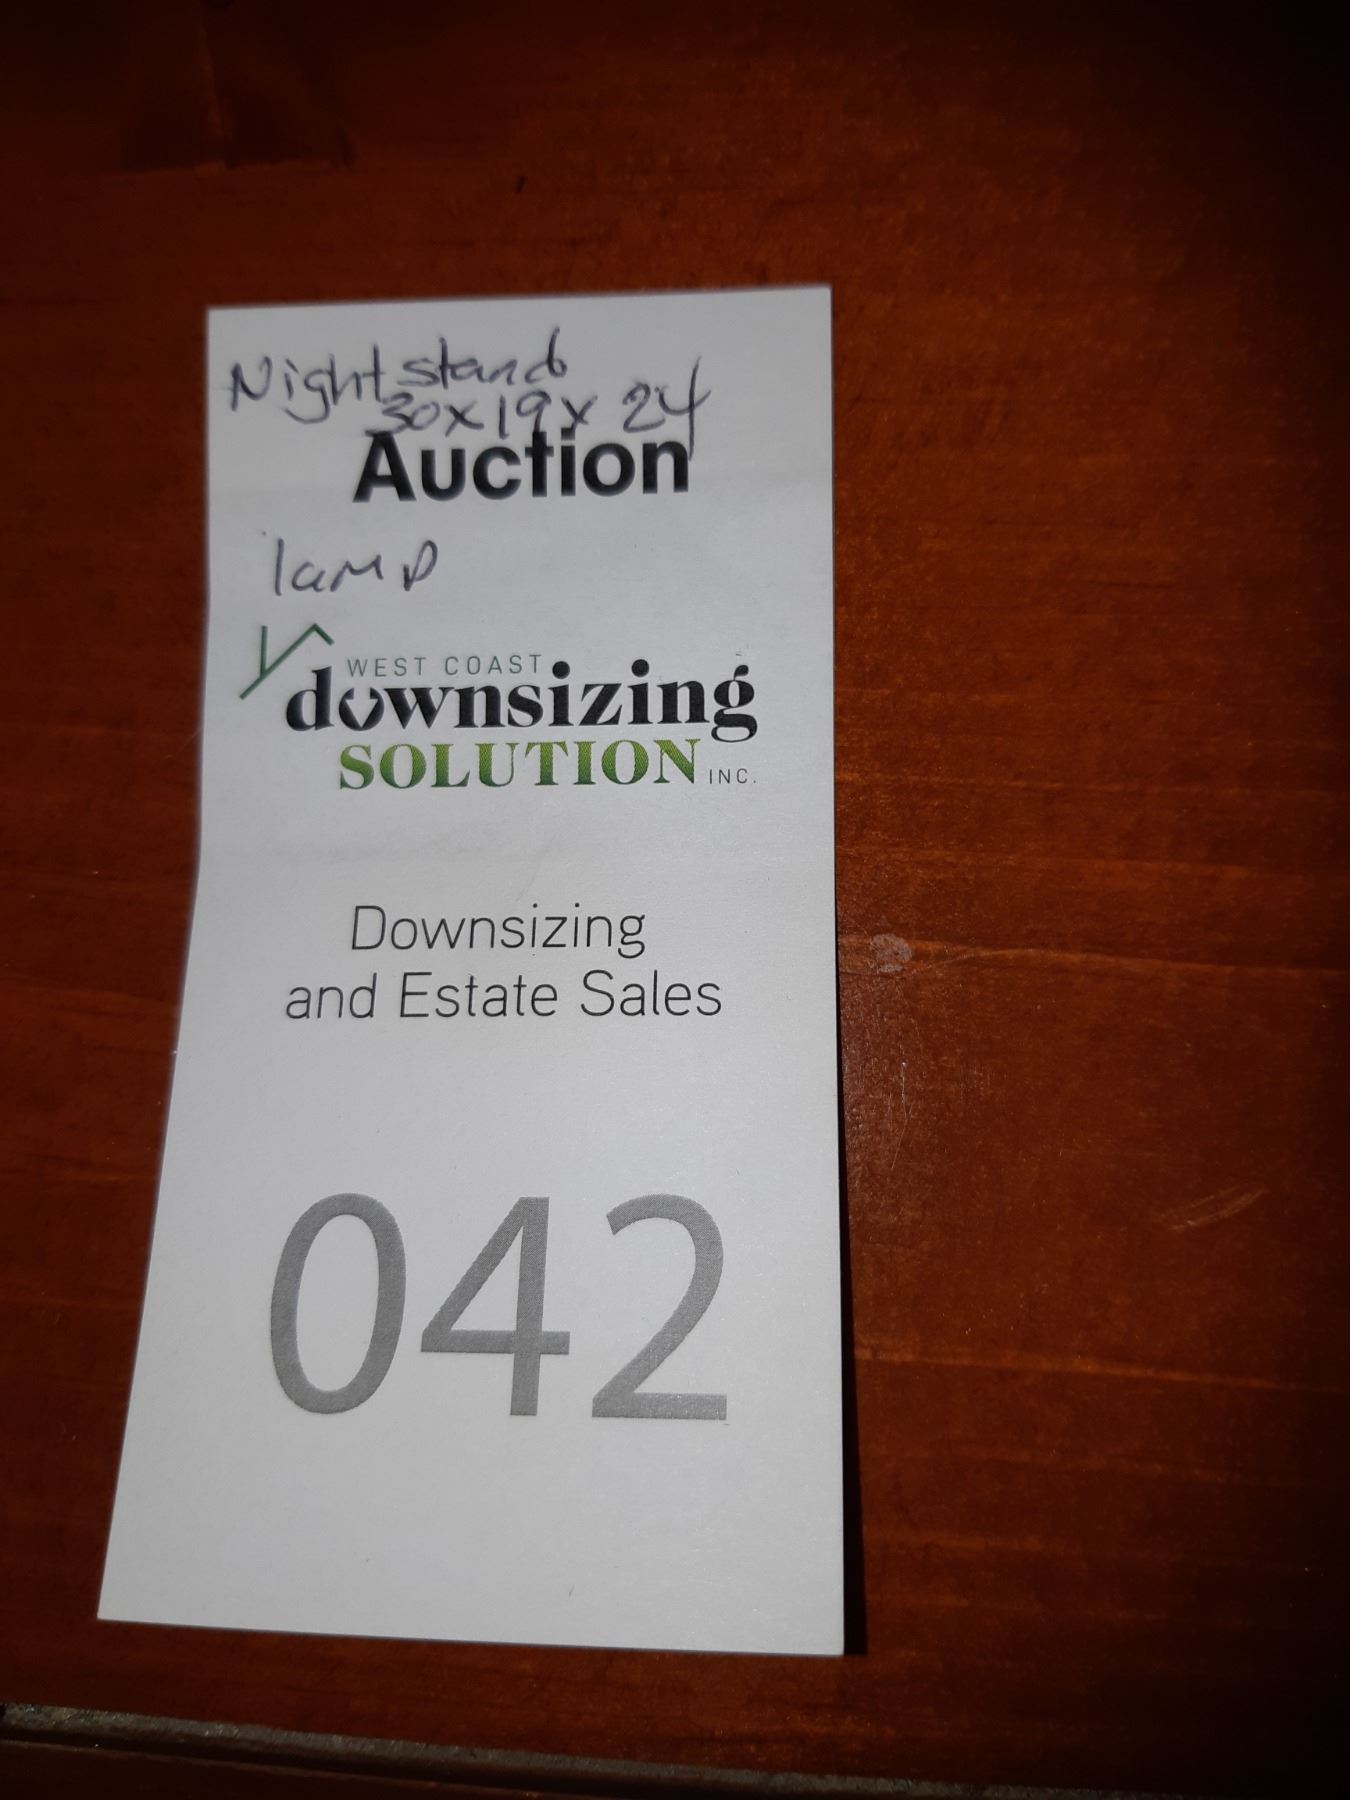 Nightstand
30x19x24
Auction
lamp
WEST COAST
downsizing
SOLUTION INC.
Downsizing
and Estate Sales
042